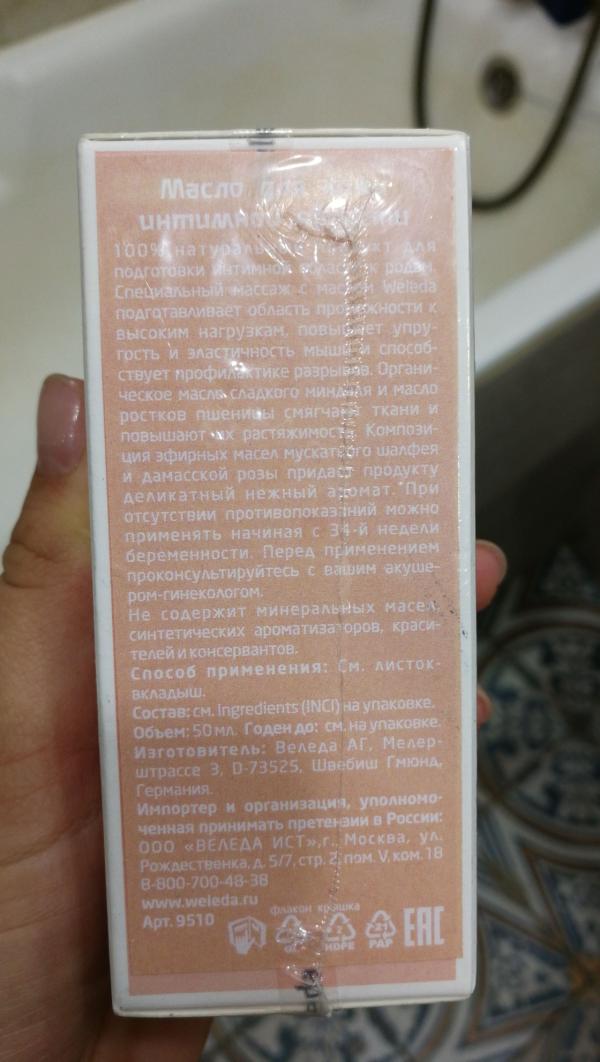 Масло для
интимной
100% натуральный продукт для
подготовки интимной области к родам.
Специальный массаж с маслом Weleda
подготавливает область промежности к
высоким нагрузкам, повышает упру-
гость и эластичность мышц и способ-
ствует профилактике разрывов. Органи-
ческое масло сладкого миндаля и масло
ростков пшеницы смягчают ткани и
повышают их растяжимость. Компози-
ция эфирных масел мускатного шалфея
и дамасской розы придает продукту
деликатный нежный аромат. При
отсутствии противопоказаний можно
применять начиная с 34-й недели
беременности. Перед применением
проконсультируйтесь с вашим акуше-
ром-гинекологом.
Не содержит минеральных масел,
синтетических ароматизаторов, краси-
телей и консервантов.
Способ применения: См. листок-
вкладыш.
Состав: см. Ingredients (INCI) на упаковке.
Объем: 50 мл. Годен до: см. на упаковке.
Изготовитель: Веледа АГ, Мелер-
штрассе 3, D-73525, Швебиш Гмюнд,
Германия.
Импортер и организация, уполномо-
ченная принимать претензии в России:
ООО «ВЕЛЕДА ИСТ», г. Москва, ул.
Рождественка, д. 5/7, стр. 2, пом. V, ком. 18
8-800-700-48-38
www.weleda.ru
Арт. 9510
флакон крышка
HDPE
21
PAP
EAC